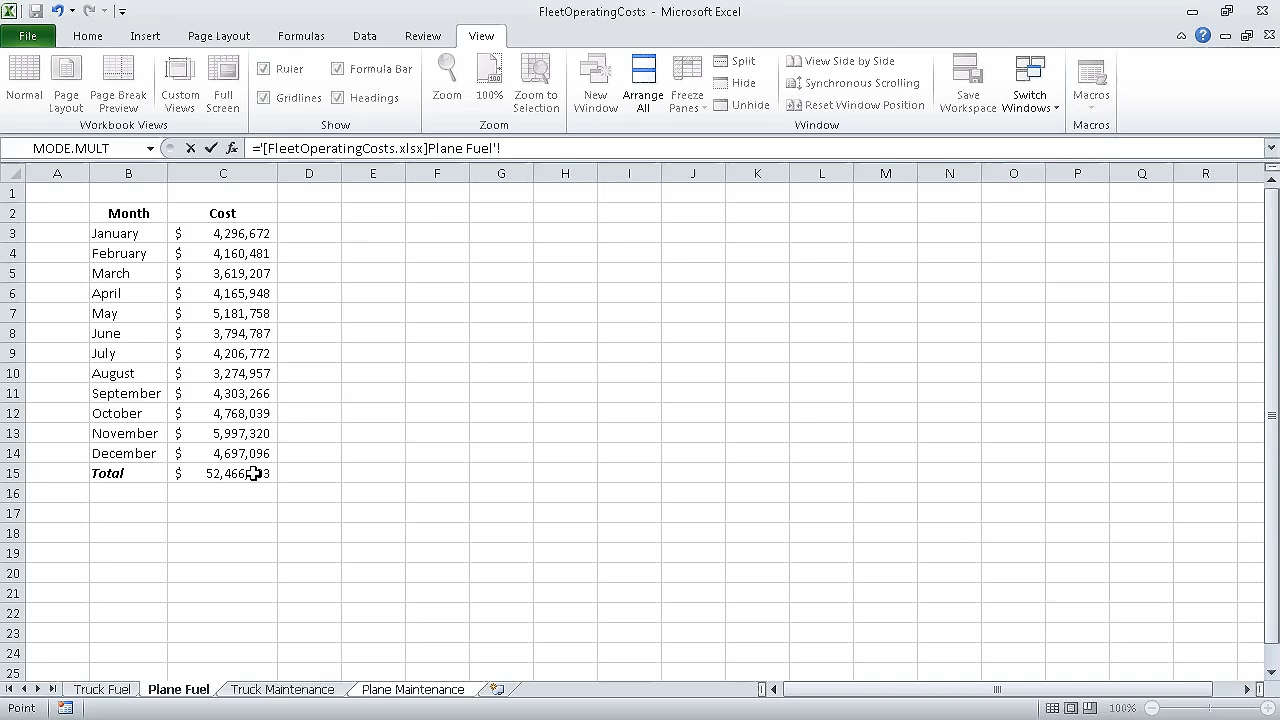 FleetOperatingCosts - Microsoft Excel
File Home Insert Page Layout Formulas Data Review View
Normal Page Layout Page Break Preview Custom Views Full Screen
Workbook Views
Ruler Formula Bar
Gridlines Headings
Show
Zoom 100% Zoom to Selection
Zoom
New Window Arrange All Freeze Panes
Split
Hide
Unhide
View Side by Side
Synchronous Scrolling
Reset Window Position
Save Workspace Switch Windows
Window
Macros
Macros
MODE.MULT fx ='[FleetOperatingCosts.xlsx]Plane Fuel'!
A B C D E F G H I J K L M N O P Q R
1
2 Month Cost
3 January $ 4,296,672
4 February $ 4,160,481
5 March $ 3,619,207
6 April $ 4,165,948
7 May $ 5,181,758
8 June $ 3,794,787
9 July $ 4,206,772
10 August $ 3,274,957
11 September $ 4,303,266
12 October $ 4,768,039
13 November $ 5,997,320
14 December $ 4,697,096
15 Total $
16
17
18
19
20
21
22
23
24
25
Truck Fuel Plane Fuel Truck Maintenance Plane Maintenance
Point 100%